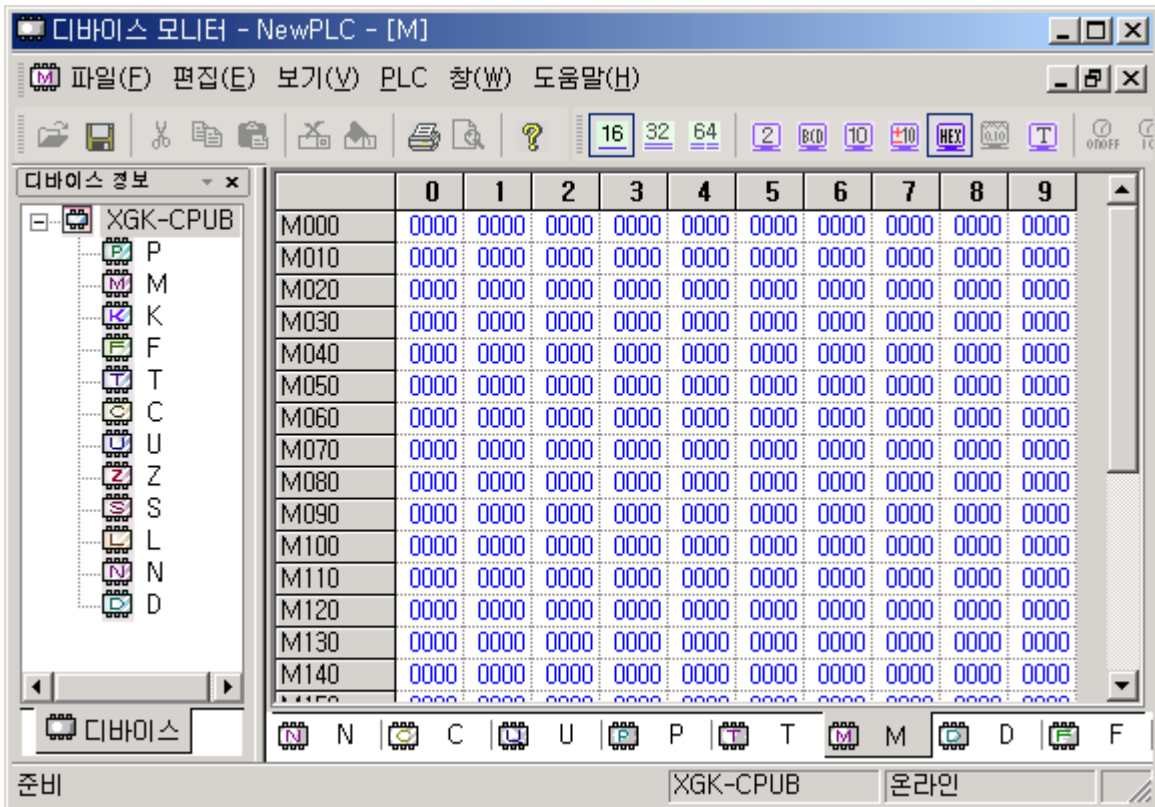 디바이스 모니터 - NewPLC - [M]
파일(F) 편집(E) 보기(V) PLC 창(W) 도움말(H)
16 32 64 2 BCD 10 ±10 HEX 0.10 T ON/OFF
디바이스 정보
XGK-CPUB
P
M
K
F
T
C
U
Z
S
L
N
D
디바이스
0 1 2 3 4 5 6 7 8 9
M000 0000 0000 0000 0000 0000 0000 0000 0000 0000 0000
M010 0000 0000 0000 0000 0000 0000 0000 0000 0000 0000
M020 0000 0000 0000 0000 0000 0000 0000 0000 0000 0000
M030 0000 0000 0000 0000 0000 0000 0000 0000 0000 0000
M040 0000 0000 0000 0000 0000 0000 0000 0000 0000 0000
M050 0000 0000 0000 0000 0000 0000 0000 0000 0000 0000
M060 0000 0000 0000 0000 0000 0000 0000 0000 0000 0000
M070 0000 0000 0000 0000 0000 0000 0000 0000 0000 0000
M080 0000 0000 0000 0000 0000 0000 0000 0000 0000 0000
M090 0000 0000 0000 0000 0000 0000 0000 0000 0000 0000
M100 0000 0000 0000 0000 0000 0000 0000 0000 0000 0000
M110 0000 0000 0000 0000 0000 0000 0000 0000 0000 0000
M120 0000 0000 0000 0000 0000 0000 0000 0000 0000 0000
M130 0000 0000 0000 0000 0000 0000 0000 0000 0000 0000
M140 0000 0000 0000 0000 0000 0000 0000 0000 0000 0000
N C U P T M D F
준비 XGK-CPUB 온라인